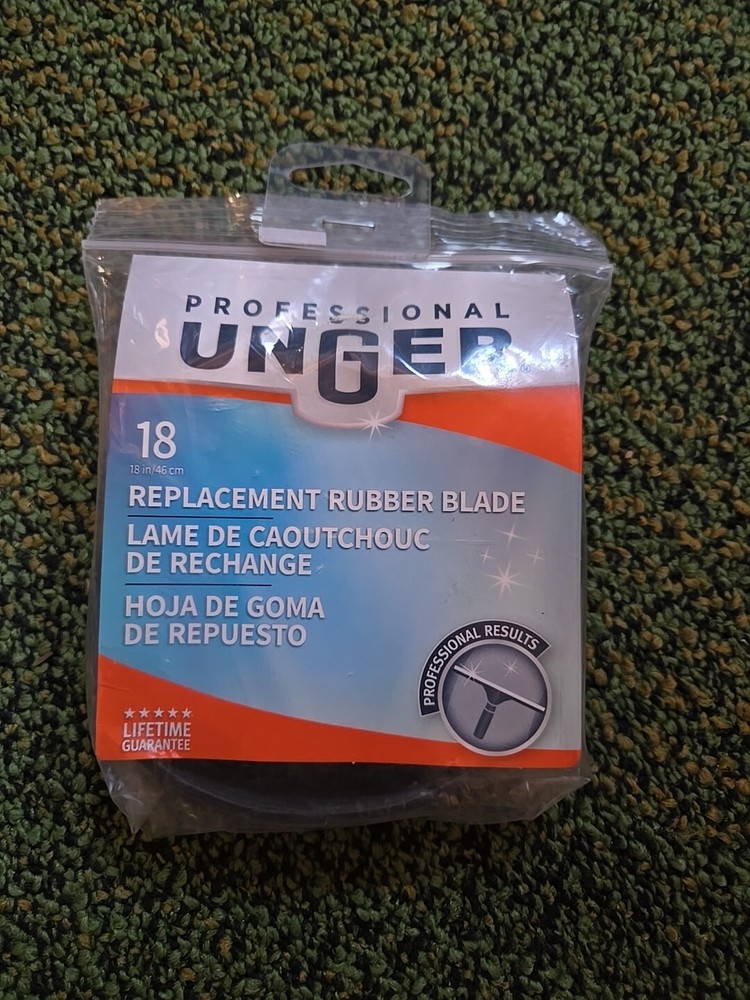 PROFESSIONAL
UNGER®
18
18 in/46 cm
REPLACEMENT RUBBER BLADE
LAME DE CAOUTCHOUC
DE RECHANGE
HOJA DE GOMA
DE REPUESTO
PROFESSIONAL RESULTS
LIFETIME
GUARANTEE